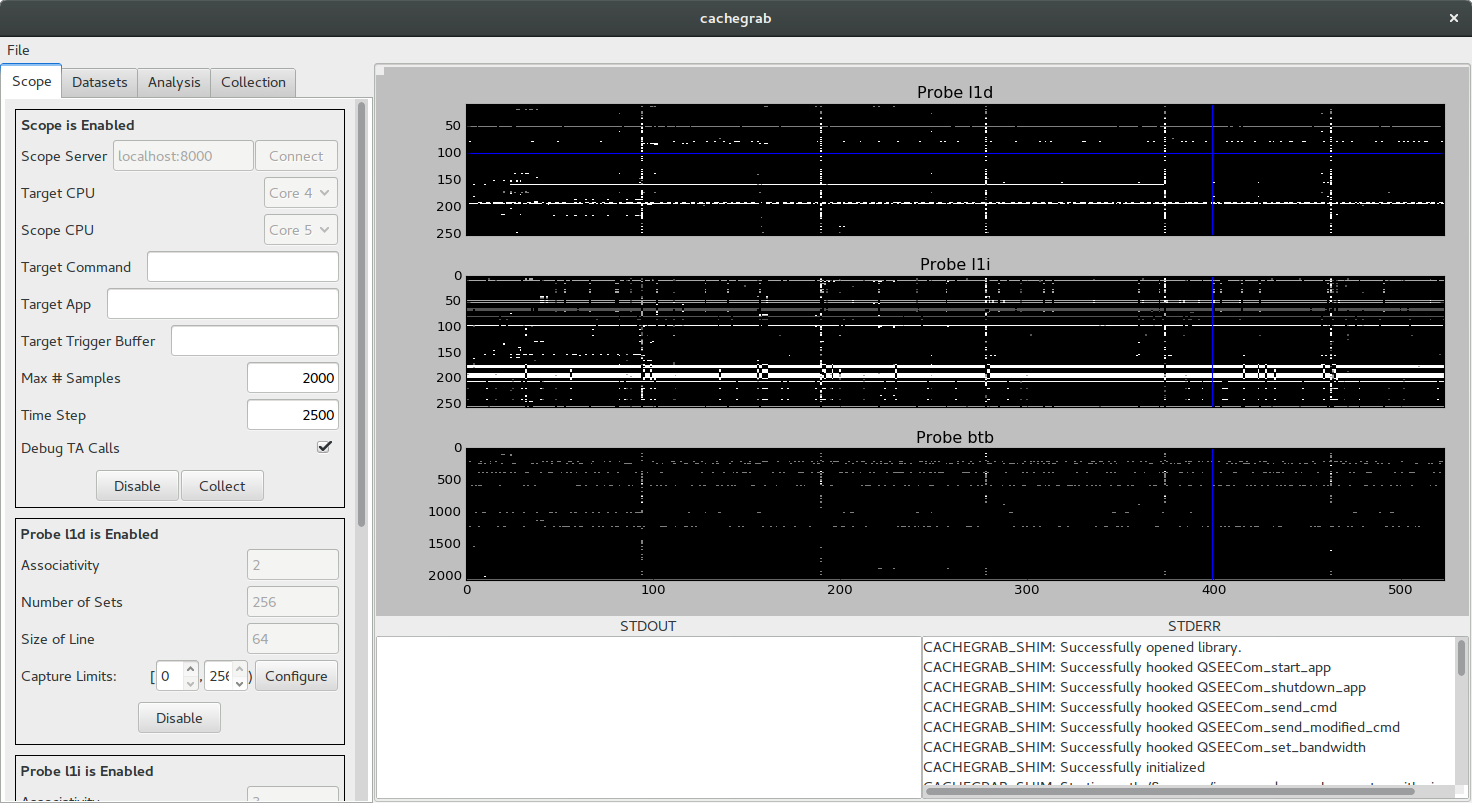 cachegrab
File
Scope Datasets Analysis Collection
Scope is Enabled
Scope Server localhost:8000 Connect
Target CPU Core 4
Scope CPU Core 5
Target Command
Target App
Target Trigger Buffer
Max # Samples 2000
Time Step 2500
Debug TA Calls
Disable Collect
Probe l1d is Enabled
Associativity 2
Number of Sets 256
Size of Line 64
Capture Limits: [ 0 , 256 ) Configure
Disable
Probe l1i is Enabled
Associativity
Probe l1d
50
100
150
200
250
Probe l1i
0
50
100
150
200
250
Probe btb
0
500
1000
1500
2000
0 100 200 300 400 500
STDOUT
STDERR
CACHEGRAB_SHIM: Successfully opened library.
CACHEGRAB_SHIM: Successfully hooked QSEECom_start_app
CACHEGRAB_SHIM: Successfully hooked QSEECom_shutdown_app
CACHEGRAB_SHIM: Successfully hooked QSEECom_send_cmd
CACHEGRAB_SHIM: Successfully hooked QSEECom_send_modified_cmd
CACHEGRAB_SHIM: Successfully hooked QSEECom_set_bandwidth
CACHEGRAB_SHIM: Successfully initialized